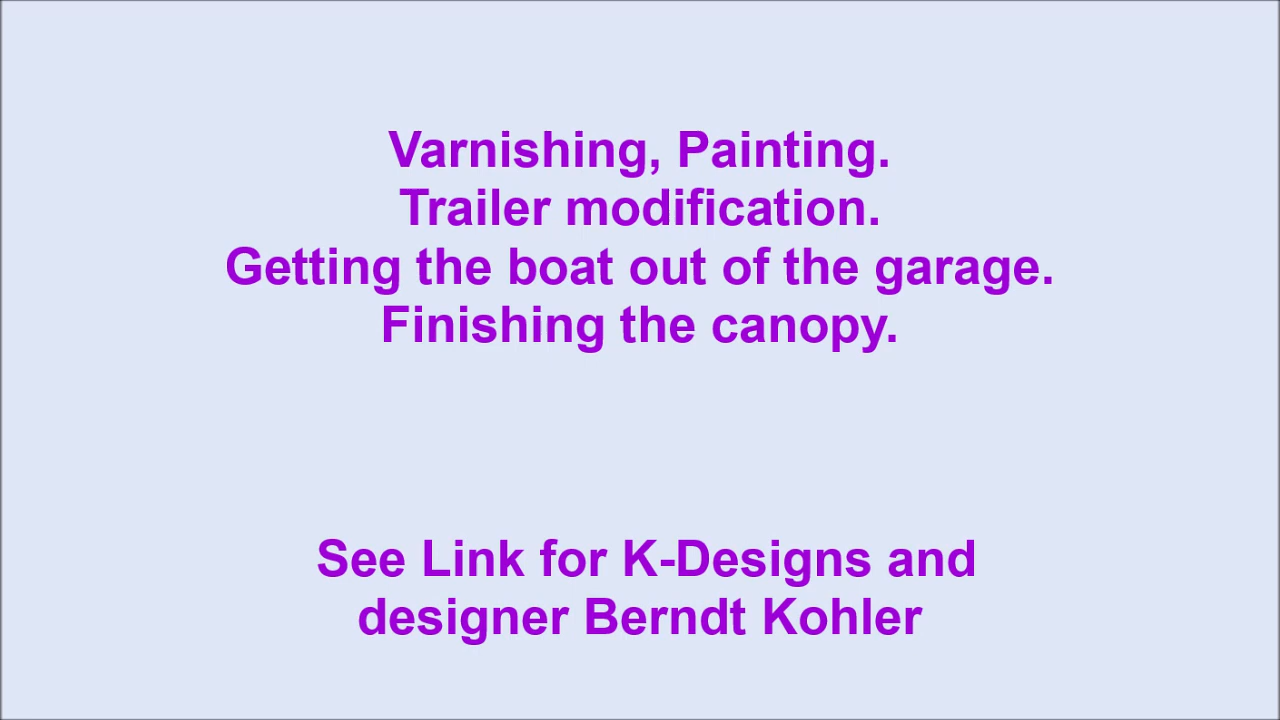 Varnishing, Painting.
Trailer modification.
Getting the boat out of the garage.
Finishing the canopy.
See Link for K-Designs and
designer Berndt Kohler